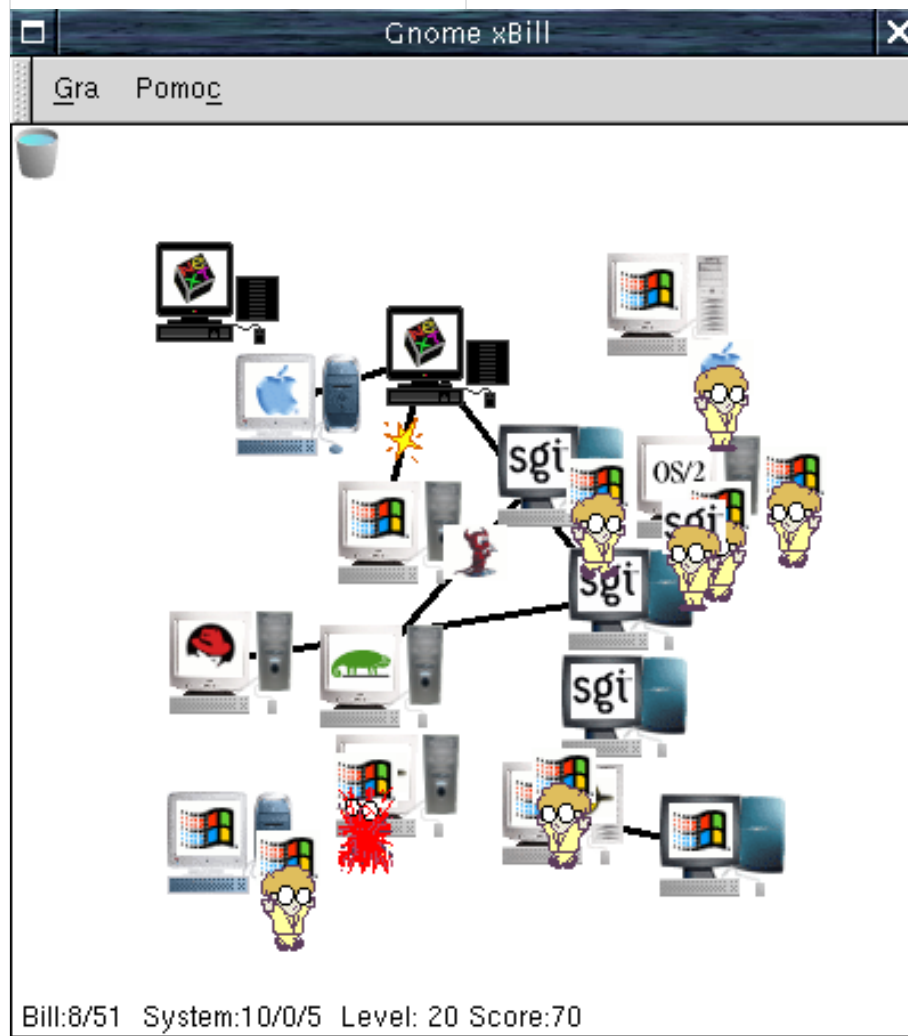 Gnome xBill
Gra Pomoc
sgi
OS/2
sgi
sgi
sgi
Bill:8/51 System:10/0/5 Level: 20 Score:70